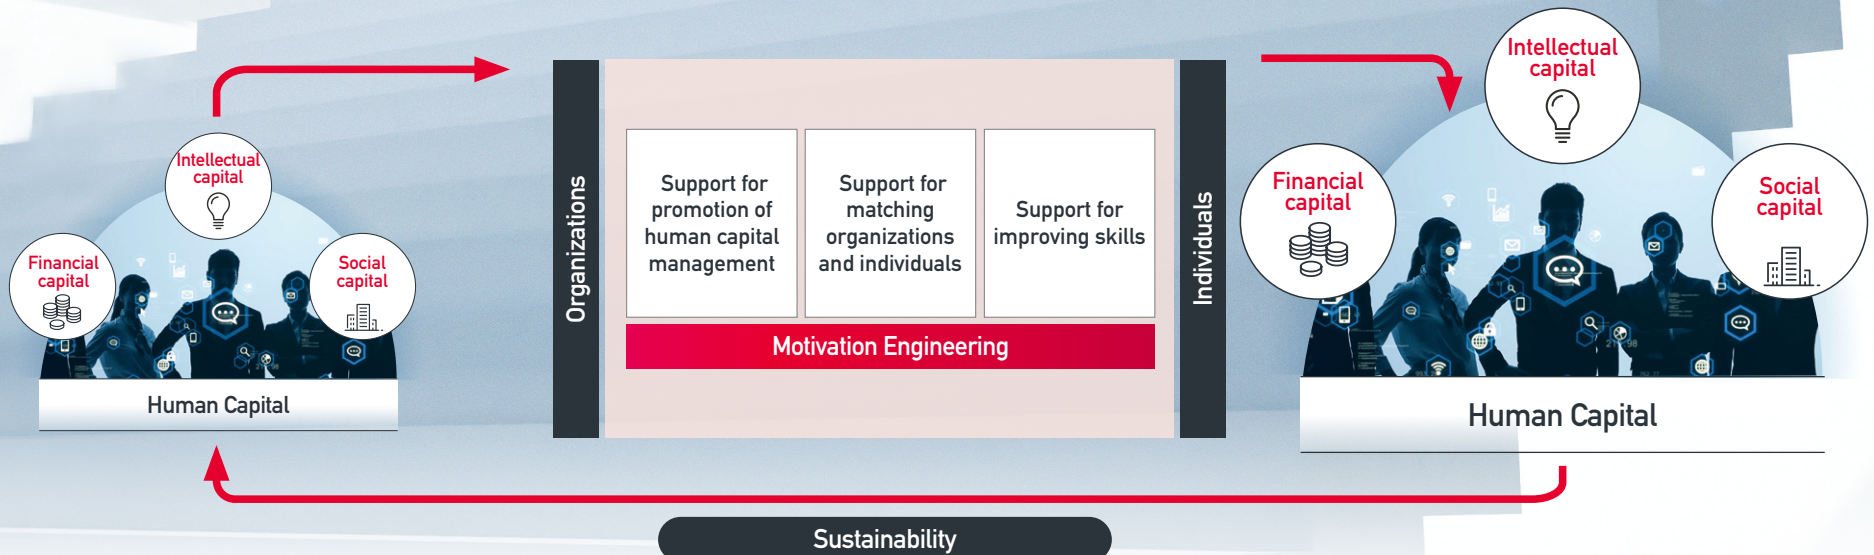 Intellectual
capital
Financial
capital
Social
capital
Human Capital
Organizations
Support for
promotion of
human capital
management
Support for
matching
organizations
and individuals
Support for
improving skills
Motivation Engineering
Individuals
Intellectual
capital
Financial
capital
Social
capital
Human Capital
Sustainability